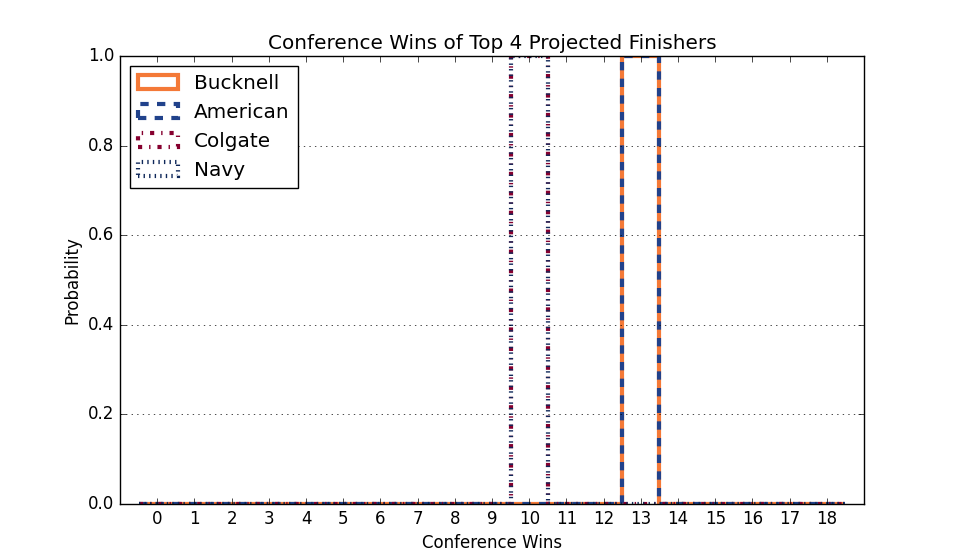 Conference Wins of Top 4 Projected Finishers
1.0
0.8
0.6
0.4
0.2
0.0
Probability
Bucknell
American
Colgate
Navy
0 1 2 3 4 5 6 7 8 9 10 11 12 13 14 15 16 17 18
Conference Wins